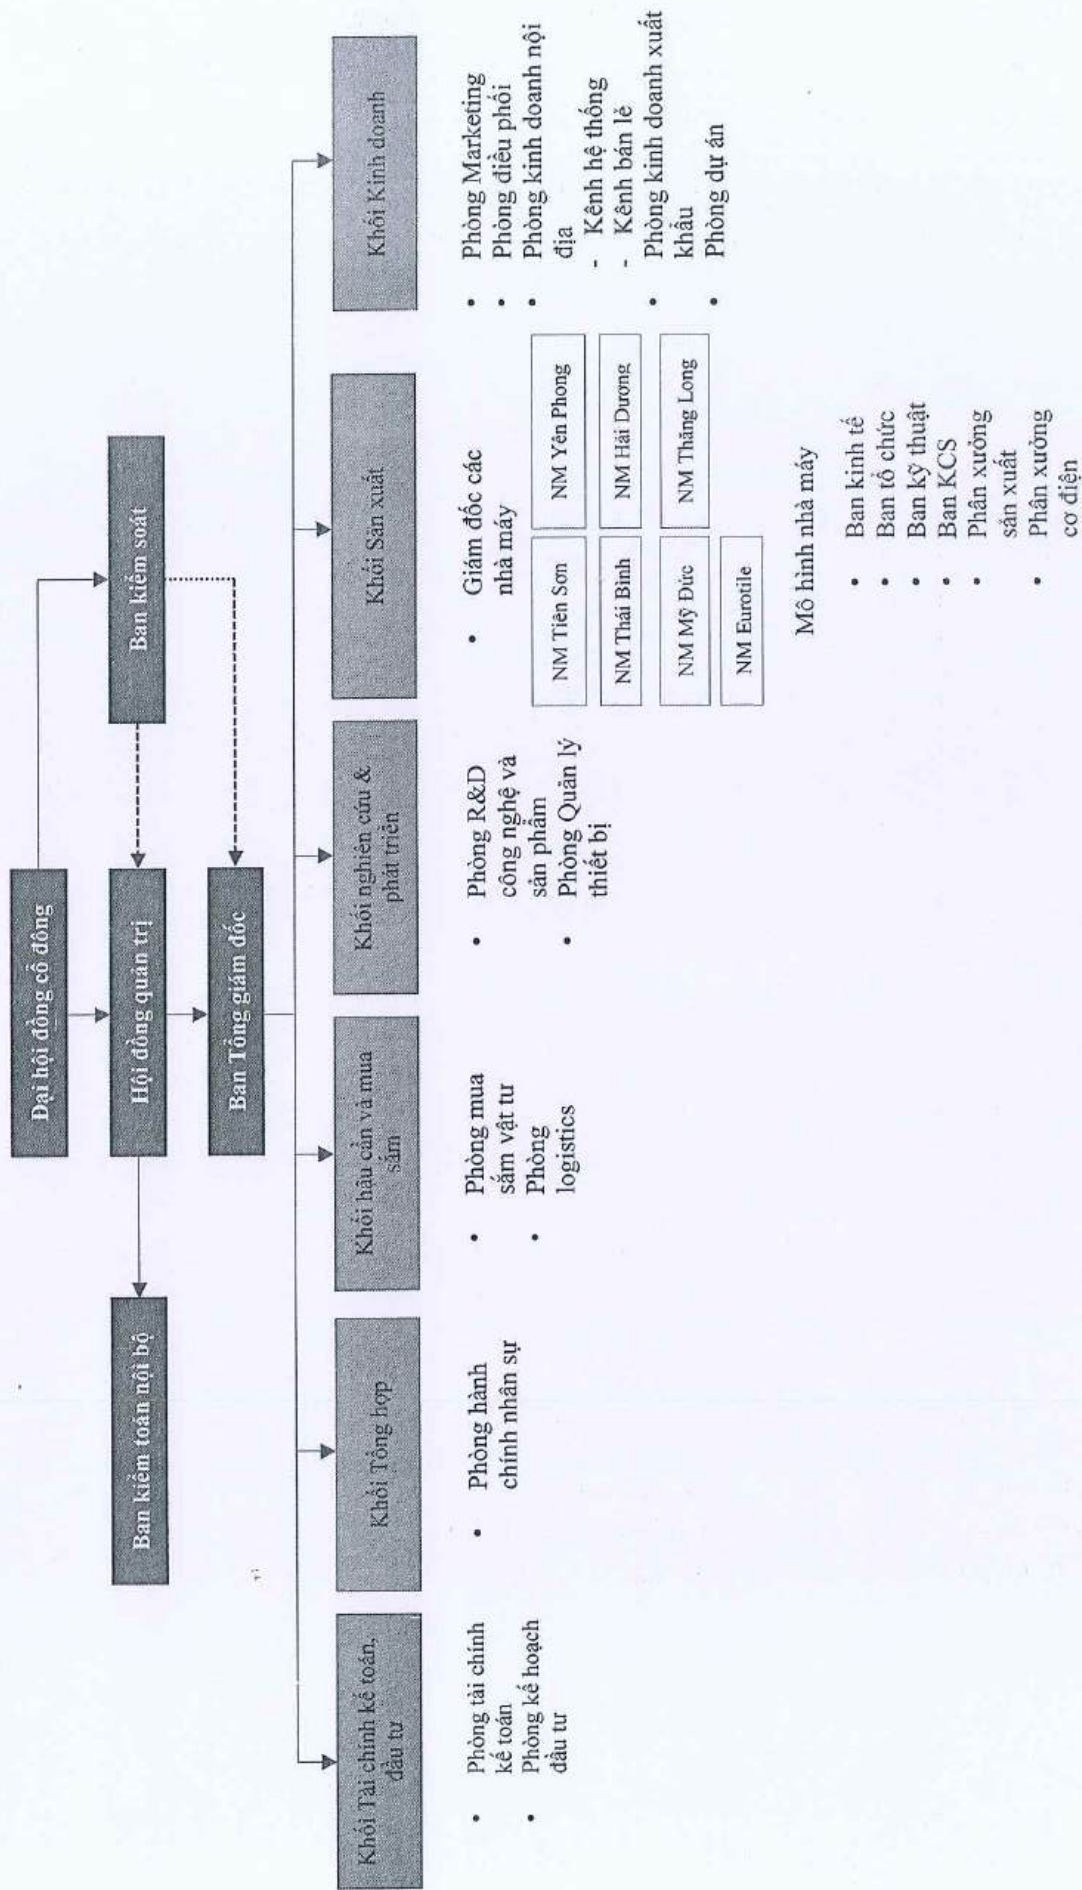 Đại hội đồng cổ đông
Ban kiểm soát
Hội đồng quản trị
Ban kiểm toán nội bộ
Ban Tổng giám đốc
Khối Tài chính kế toán,
đầu tư
Khối Tổng hợp
Khối hậu cần và mua
sắm
Khối nghiên cứu &
phát triển
Khối Sản xuất
Khối Kinh doanh
• Phòng tài chính
kế toán
• Phòng kế hoạch
đầu tư
• Phòng hành
chính nhân sự
• Phòng mua
sắm vật tư
• Phòng
logistics
• Phòng R&D
công nghệ và
sản phẩm
• Phòng Quản lý
thiết bị
• Giám đốc các
nhà máy
NM Tiên Sơn
NM Yên Phong
NM Thái Bình
NM Hải Dương
NM Mỹ Đức
NM Thăng Long
NM Eurotile
Mô hình nhà máy
• Ban kinh tế
• Ban tổ chức
• Ban kỹ thuật
• Ban KCS
• Phân xưởng
sản xuất
• Phân xưởng
cơ điện
• Phòng Marketing
• Phòng điều phối
• Phòng kinh doanh nội
địa
- Kênh hệ thống
- Kênh bán lẻ
• Phòng kinh doanh xuất
khẩu
• Phòng dự án